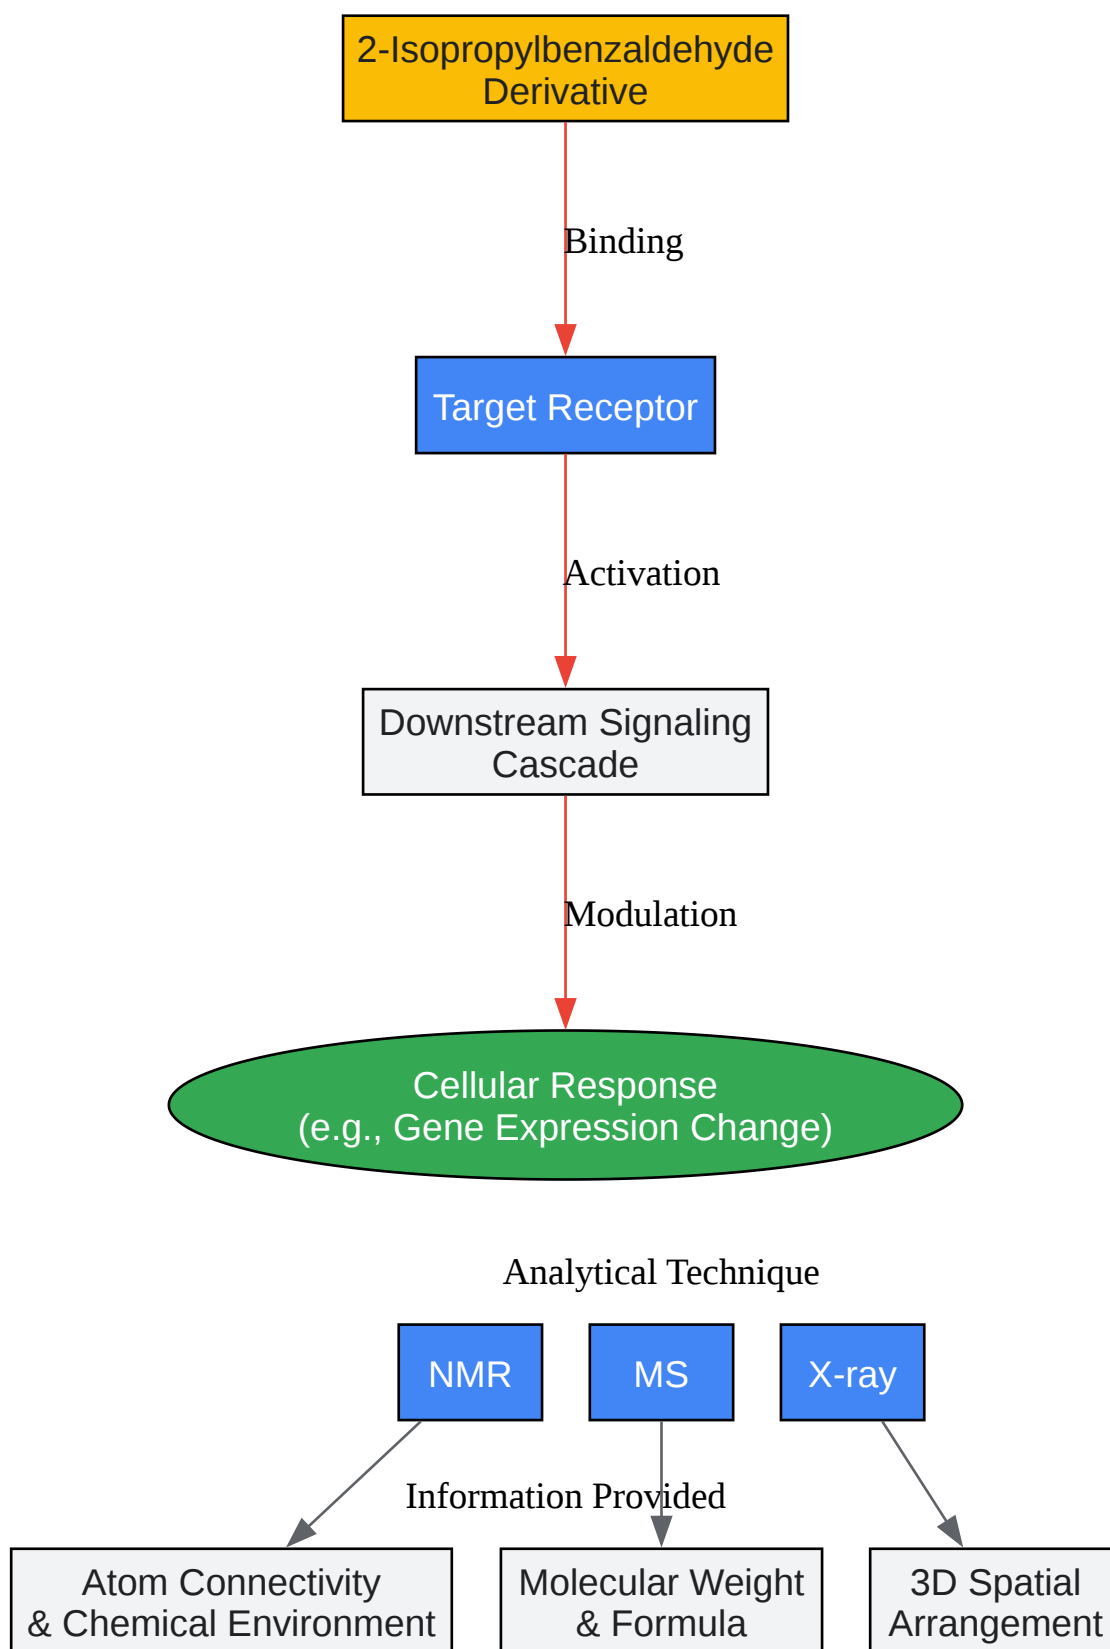 2-Isopropylbenzaldehyde
Derivative
Binding
Target Receptor
Activation
Downstream Signaling
Cascade
Modulation
Cellular Response
(e.g., Gene Expression Change)
Analytical Technique
NMR
MS
X-ray
Information Provided
Atom Connectivity
& Chemical Environment
Molecular Weight
& Formula
3D Spatial
Arrangement